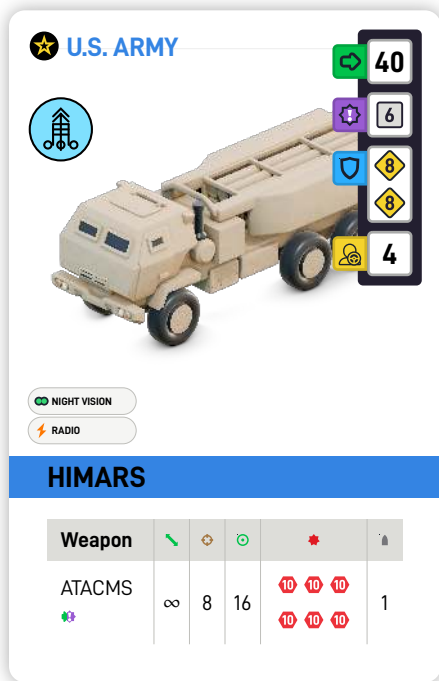 U.S. ARMY
40
6
8
8
4
NIGHT VISION
RADIO
HIMARS
Weapon
ATACMS ∞ 8 16 10 10 10 1
10 10 10